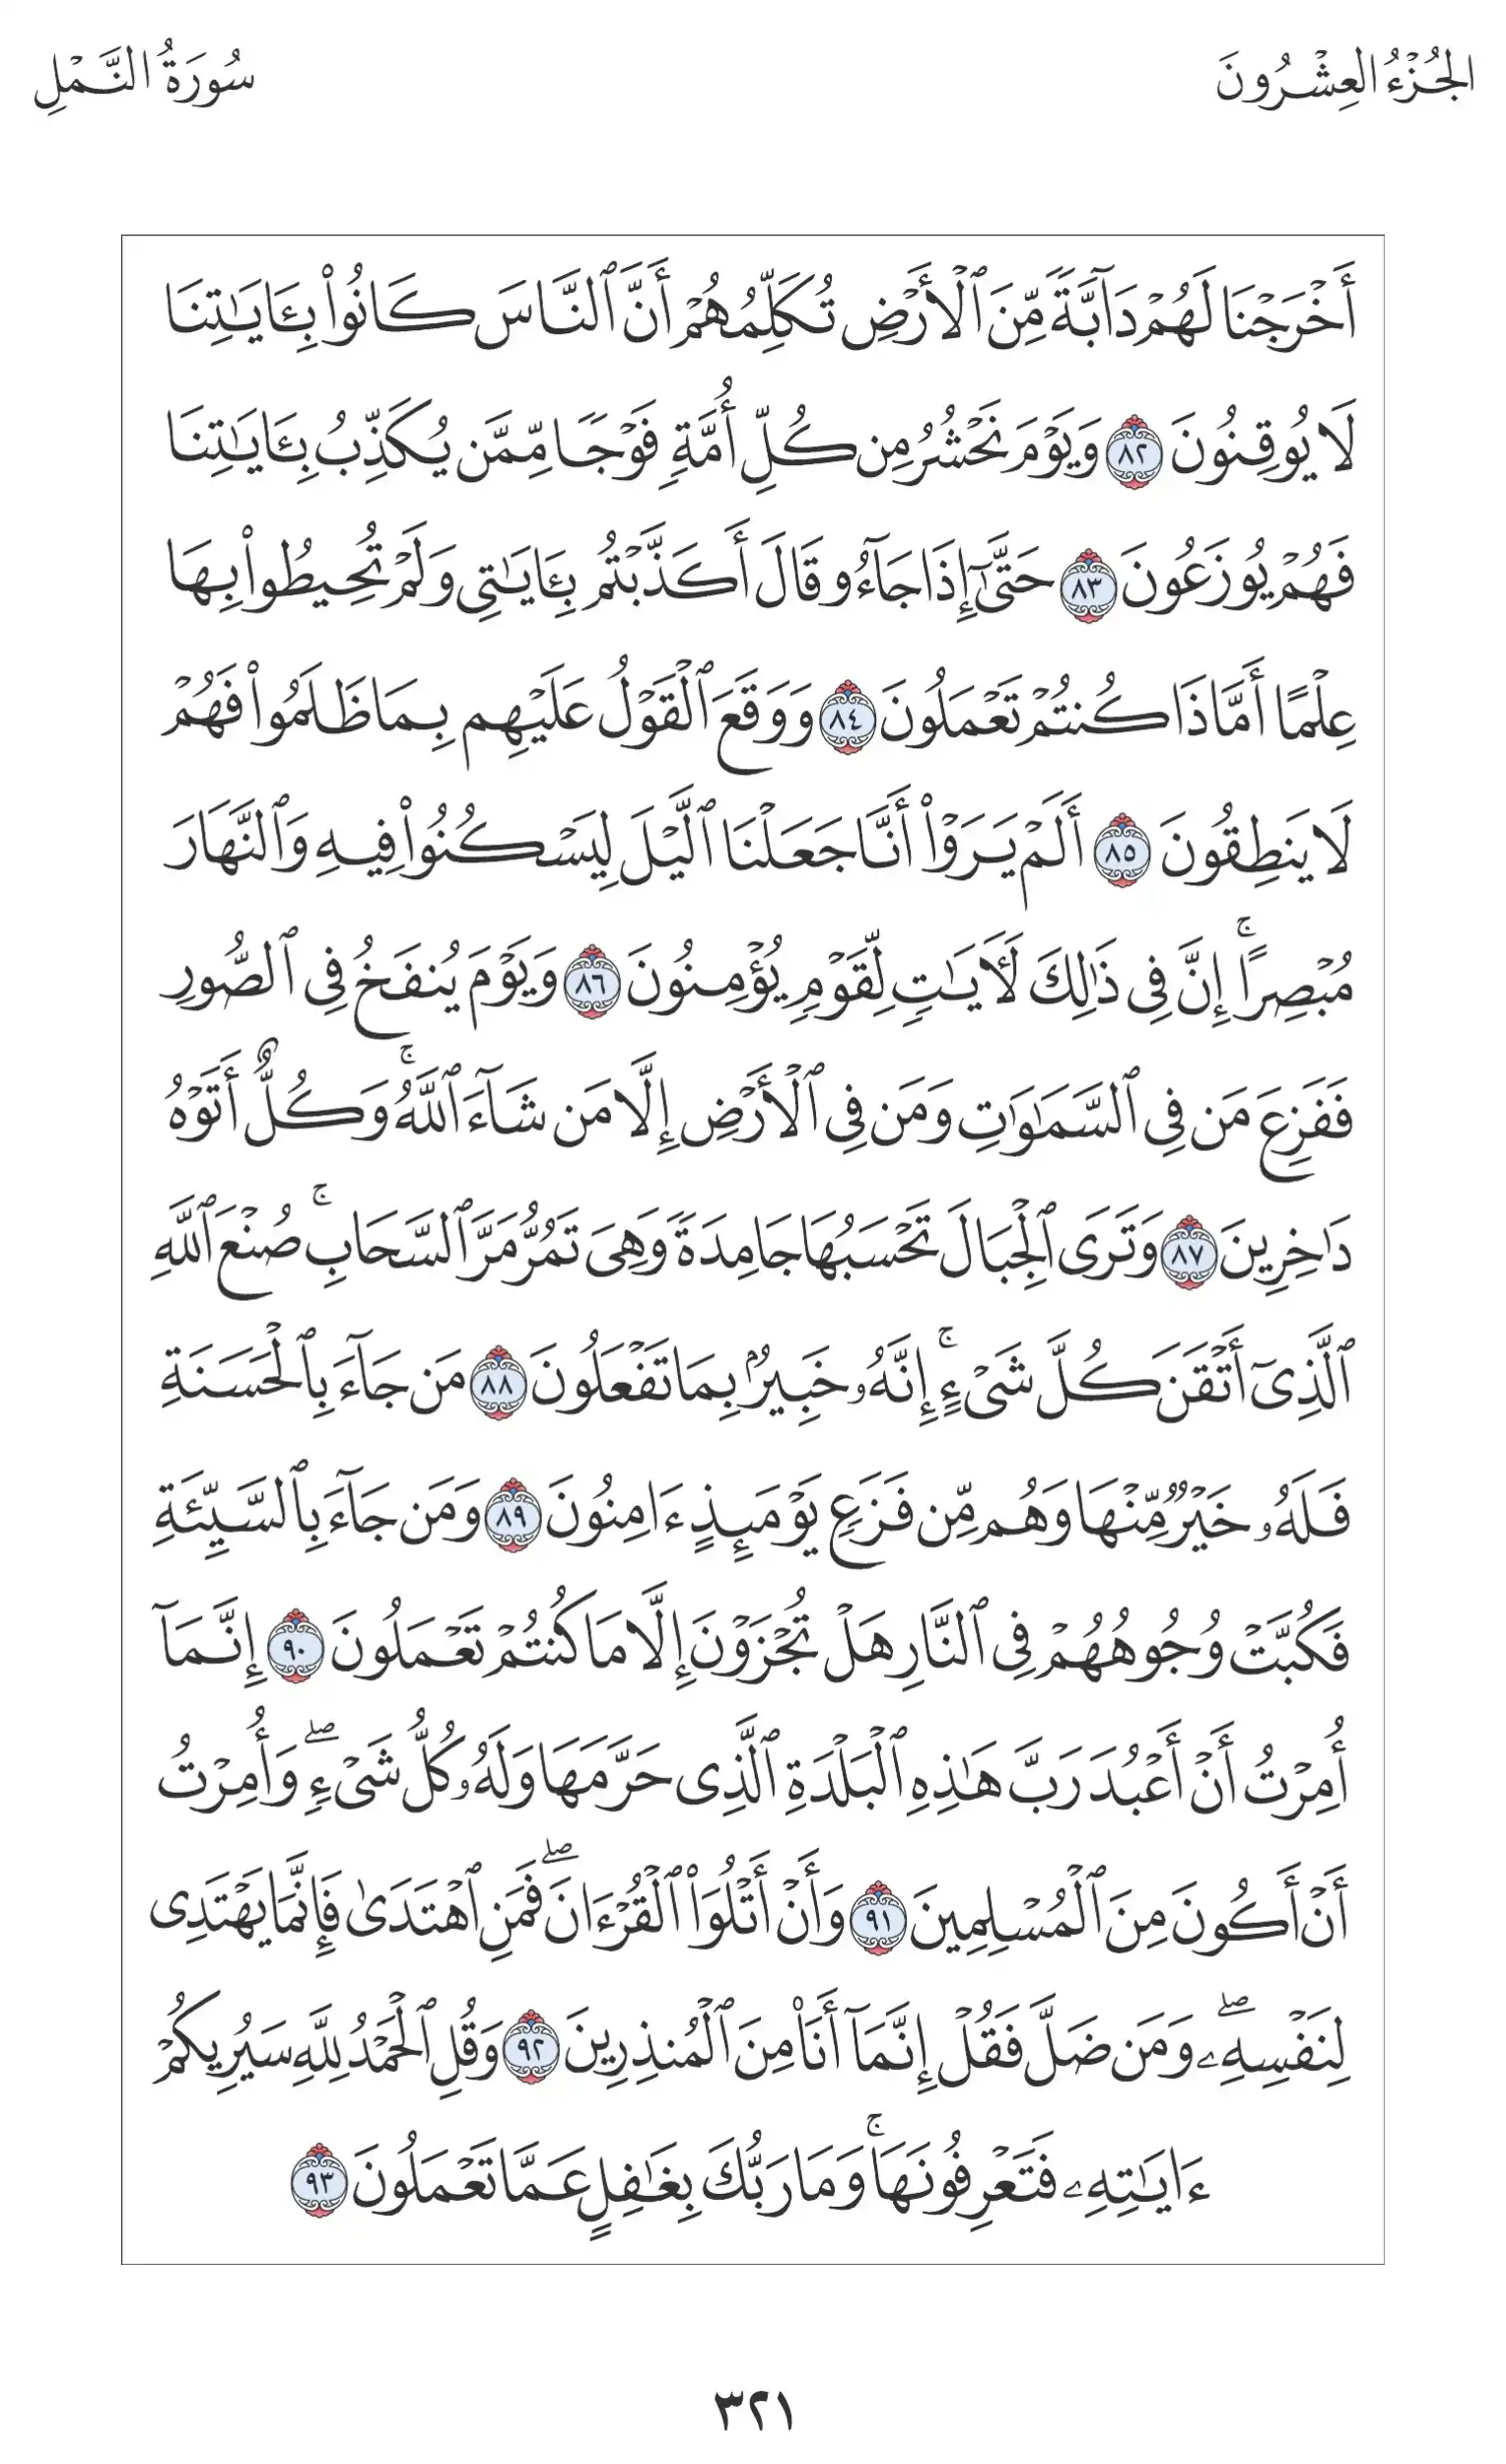 الجُزْءُ العِشْرُونَ
سُورَةُ النَّمْلِ
أَخْرَجْنَا لَهُمْ دَآبَّةً مِّنَ ٱلْأَرْضِ تُكَلِّمُهُمْ أَنَّ ٱلنَّاسَ كَانُوا۟ بِـَٔايَـٰتِنَا
لَا يُوقِنُونَ ٨٢ وَيَوْمَ نَحْشُرُ مِن كُلِّ أُمَّةٍ فَوْجًا مِّمَّن يُكَذِّبُ بِـَٔايَـٰتِنَا
فَهُمْ يُوزَعُونَ ٨٣ حَتَّىٰٓ إِذَا جَآءُو قَالَ أَكَذَّبْتُم بِـَٔايَـٰتِى وَلَمْ تُحِيطُوا۟ بِهَا
عِلْمًا أَمَّاذَا كُنتُمْ تَعْمَلُونَ ٨٤ وَوَقَعَ ٱلْقَوْلُ عَلَيْهِم بِمَا ظَلَمُوا۟ فَهُمْ
لَا يَنطِقُونَ ٨٥ أَلَمْ يَرَوْا۟ أَنَّا جَعَلْنَا ٱلَّيْلَ لِيَسْكُنُوا۟ فِيهِ وَٱلنَّهَارَ
مُبْصِرًا ۚ إِنَّ فِى ذَٰلِكَ لَـَٔايَـٰتٍ لِّقَوْمٍ يُؤْمِنُونَ ٨٦ وَيَوْمَ يُنفَخُ فِى ٱلصُّورِ
فَفَزِعَ مَن فِى ٱلسَّمَـٰوَٰتِ وَمَن فِى ٱلْأَرْضِ إِلَّا مَن شَآءَ ٱللَّهُ ۚ وَكُلٌّ أَتَوْهُ
دَٰخِرِينَ ٨٧ وَتَرَى ٱلْجِبَالَ تَحْسَبُهَا جَامِدَةً وَهِىَ تَمُرُّ مَرَّ ٱلسَّحَابِ ۚ صُنْعَ ٱللَّهِ
ٱلَّذِىٓ أَتْقَنَ كُلَّ شَىْءٍ ۚ إِنَّهُۥ خَبِيرٌۢ بِمَا تَفْعَلُونَ ٨٨ مَن جَآءَ بِٱلْحَسَنَةِ
فَلَهُۥ خَيْرٌ مِّنْهَا وَهُم مِّن فَزَعٍ يَوْمَئِذٍ ءَامِنُونَ ٨٩ وَمَن جَآءَ بِٱلسَّيِّئَةِ
فَكُبَّتْ وُجُوهُهُمْ فِى ٱلنَّارِ هَلْ تُجْزَوْنَ إِلَّا مَا كُنتُمْ تَعْمَلُونَ ٩٠ إِنَّمَآ
أُمِرْتُ أَنْ أَعْبُدَ رَبَّ هَـٰذِهِ ٱلْبَلْدَةِ ٱلَّذِى حَرَّمَهَا وَلَهُۥ كُلُّ شَىْءٍ ۖ وَأُمِرْتُ
أَنْ أَكُونَ مِنَ ٱلْمُسْلِمِينَ ٩١ وَأَنْ أَتْلُوَا۟ ٱلْقُرْءَانَ ۖ فَمَنِ ٱهْتَدَىٰ فَإِنَّمَا يَهْتَدِى
لِنَفْسِهِۦ ۖ وَمَن ضَلَّ فَقُلْ إِنَّمَآ أَنَا۠ مِنَ ٱلْمُنذِرِينَ ٩٢ وَقُلِ ٱلْحَمْدُ لِلَّهِ سَيُرِيكُمْ
ءَايَـٰتِهِۦ فَتَعْرِفُونَهَا ۚ وَمَا رَبُّكَ بِغَـٰفِلٍ عَمَّا تَعْمَلُونَ ٩٣
٣٢١